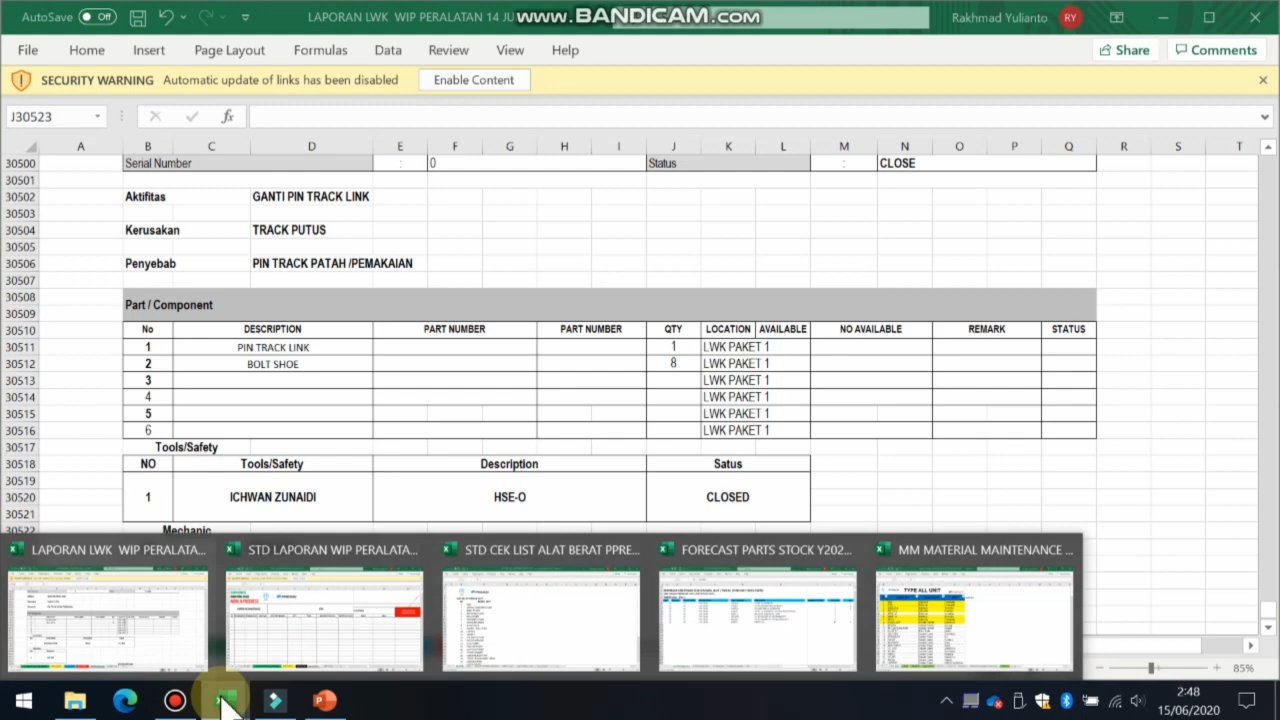 AutoSave Off LAPORAN LWK WIP PERALATAN 14 JU www.BANDICAM.com Rakhmad Yulianto RY
File Home Insert Page Layout Formulas Data Review View Help Share Comments
SECURITY WARNING Automatic update of links has been disabled Enable Content
J30523 fx
A B C D E F G H I J K L M N O P Q R S T
30500 Serial Number : 0 Status : CLOSE
30501
30502 Aktifitas GANTI PIN TRACK LINK
30503
30504 Kerusakan TRACK PUTUS
30505
30506 Penyebab PIN TRACK PATAH /PEMAKAIAN
30507
30508
Part / Component
30509
30510 No DESCRIPTION PART NUMBER PART NUMBER QTY LOCATION AVAILABLE NO AVAILABLE REMARK STATUS
30511 1 PIN TRACK LINK 1 LWK PAKET 1
30512 2 BOLT SHOE 8 LWK PAKET 1
30513 3 LWK PAKET 1
30514 4 LWK PAKET 1
30515 5 LWK PAKET 1
30516 6 LWK PAKET 1
30517 Tools/Safety
30518 NO Tools/Safety Description Satus
30519
30520 1 ICHWAN ZUNAIDI HSE-O CLOSED
30521
30522 Mechanic
LAPORAN LWK WIP PERALATA... STD LAPORAN WIP PERALATA... STD CEK LIST ALAT BERAT PPRE... FORECAST PARTS STOCK Y202... MM MATERIAL MAINTENANCE ...
TYPE ALL UNIT
85%
2:48
15/06/2020